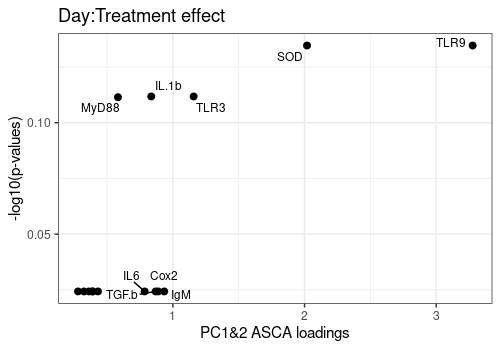 Day:Treatment effect
TLR9
SOD
IL.1b
MyD88
TLR3
0.10
-log10(p-values)
0.05
IL6 Cox2
TGF.b IgM
1 2 3
PC1&2 ASCA loadings